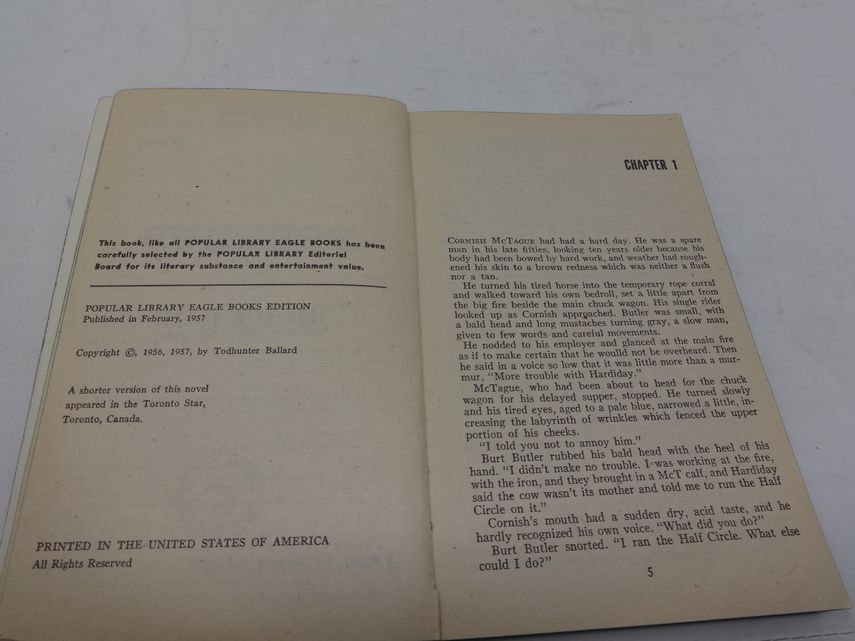 This book, like all POPULAR LIBRARY EAGLE BOOKS has been
carefully selected by the POPULAR LIBRARY Editorial
Board for its literary substance and entertainment value.
POPULAR LIBRARY EAGLE BOOKS EDITION
Published in February, 1957
Copyright ©, 1956, 1957, by Todhunter Ballard
A shorter version of this novel
appeared in the Toronto Star,
Toronto, Canada.
PRINTED IN THE UNITED STATES OF AMERICA
All Rights Reserved
CHAPTER 1
CORNISH MCTAGUE had had a hard day. He was a spare
man in his late fifties, looking ten years older because his
body had been bowed by hard work, and weather had rough-
ened his skin to a brown redness which was neither a flush
nor a tan.
He turned his tired horse into the temporary rope corral
and walked toward his own bedroll, set a little apart from
the big fire beside the main chuck wagon. His single rider
looked up as Cornish approached. Butler was small, with
a bald head and long mustaches turning gray, a slow man,
given to few words and careful movements.
He nodded to his employer and glanced at the main fire
as if to make certain that he woulld not be overheard. Then
he said in a voice so low that it was little more than a mur-
mur, "More trouble with Hardiday."
McTague, who had been about to head for the chuck
wagon for his delayed supper, stopped. He turned slowly
and his tired eyes, aged to a pale blue, narrowed a little, in-
creasing the labyrinth of wrinkles which fenced the upper
portion of his cheeks.
"I told you not to annoy him."
Burt Butler rubbed his bald head with the heel of his
hand. "I didn't make no trouble. I was working at the fire,
with the iron, and they brought in a McT calf, and Hardiday
said the cow wasn't its mother and told me to run the Half
Circle on it."
Cornish's mouth had a sudden dry, acid taste, and he
hardly recognized his own voice. "What did you do?"
Burt Butler snorted. "I ran the Half Circle. What else
could I do?"
5